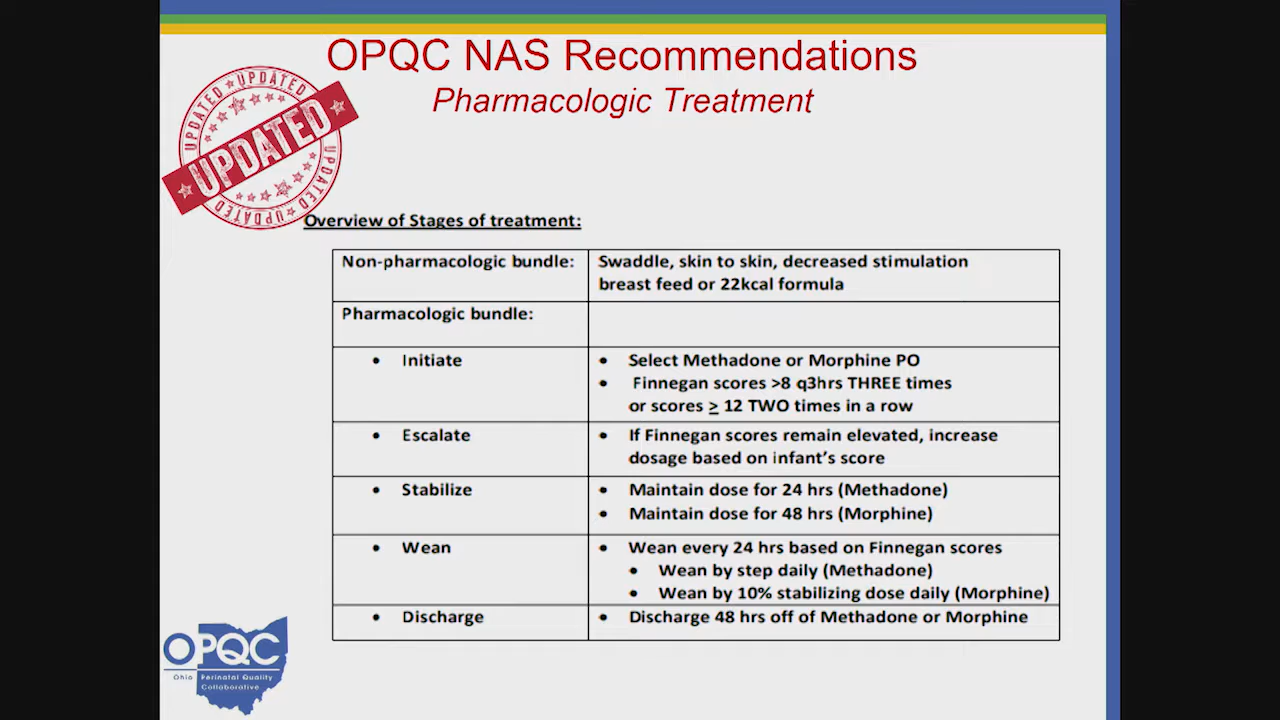 OPQC NAS Recommendations
Pharmacologic Treatment
UPDATED
UPDATED
UPDATED
UPDATED
UPDATED
UPDATED
Overview of Stages of treatment:
Non-pharmacologic bundle:
Swaddle, skin to skin, decreased stimulation
breast feed or 22kcal formula
Pharmacologic bundle:
• Initiate
• Select Methadone or Morphine PO
• Finnegan scores >8 q3hrs THREE times
or scores ≥ 12 TWO times in a row
• Escalate
• If Finnegan scores remain elevated, increase
dosage based on infant's score
• Stabilize
• Maintain dose for 24 hrs (Methadone)
• Maintain dose for 48 hrs (Morphine)
• Wean
• Wean every 24 hrs based on Finnegan scores
• Wean by step daily (Methadone)
• Wean by 10% stabilizing dose daily (Morphine)
• Discharge
• Discharge 48 hrs off of Methadone or Morphine
OPQC
Ohio Perinatal Quality
Collaborative